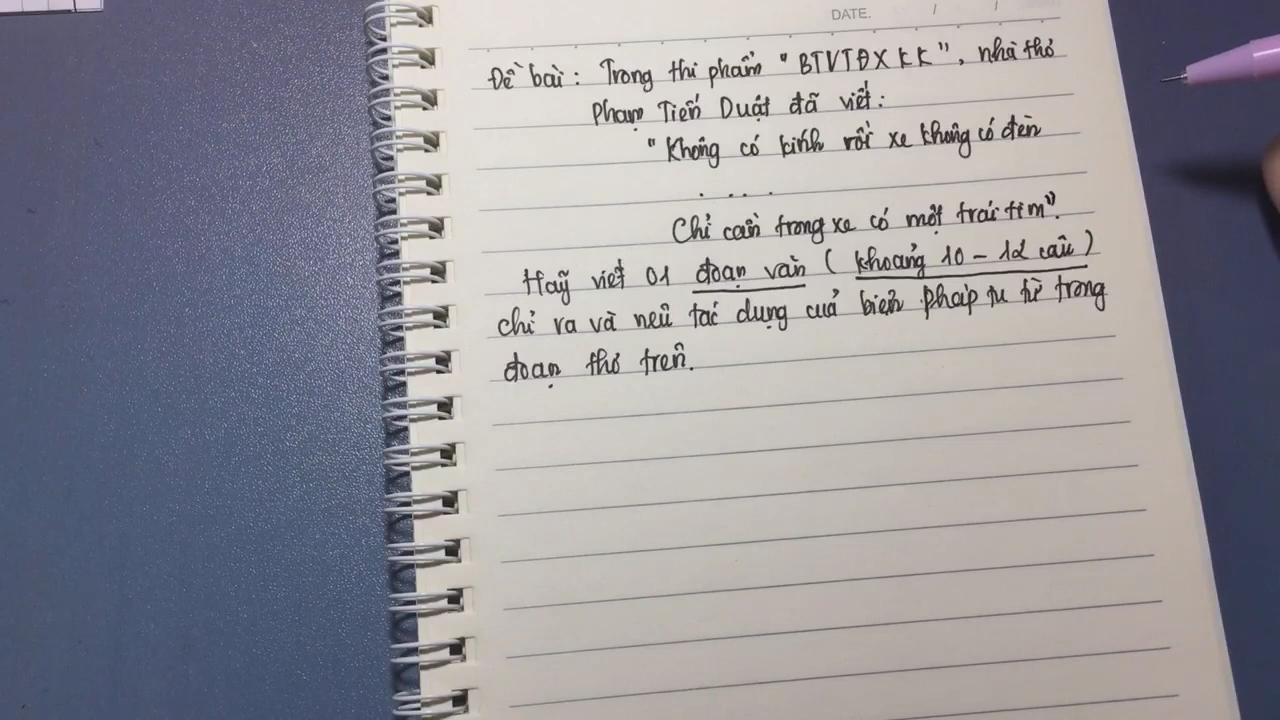 DATE. / /
Đề bài: Trong thi phẩm "BTVTĐXKK", nhà thơ
Phạm Tiến Duật đã viết:
"Không có kính rồi xe không có đèn
....
Chỉ cần trong xe có một trái tim".
Hãy viết 01 đoạn văn (khoảng 10 - 12 câu)
chỉ ra và nêu tác dụng của biện pháp tu từ trong
đoạn thơ trên.